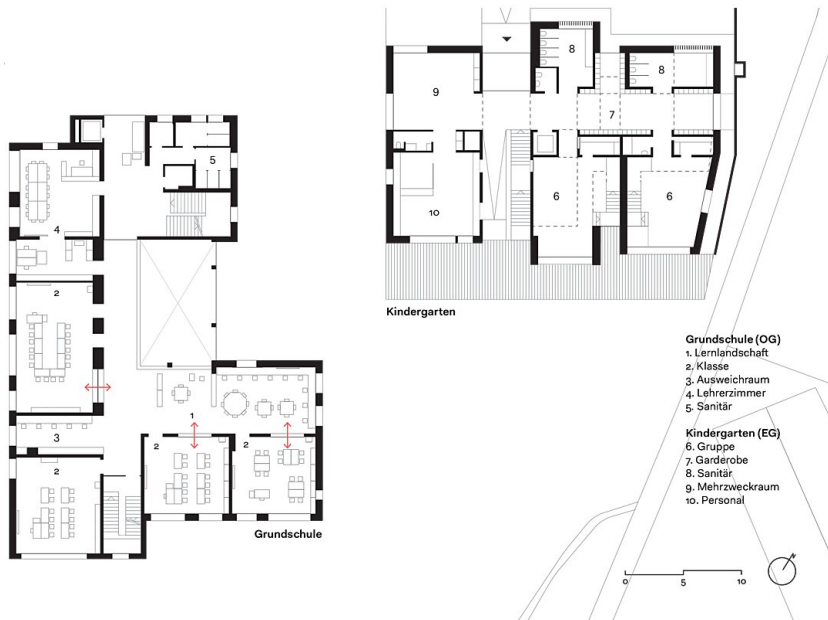 8
8
9
7
5
10
6
6
4
Kindergarten
2
Grundschule (OG)
1. Lernlandschaft
2. Klasse
3. Ausweichraum
4. Lehrerzimmer
5. Sanitär
1
3
2
2
2
Kindergarten (EG)
6. Gruppe
7. Garderobe
8. Sanitär
9. Mehrzweckraum
10. Personal
Grundschule
N
0 5 10